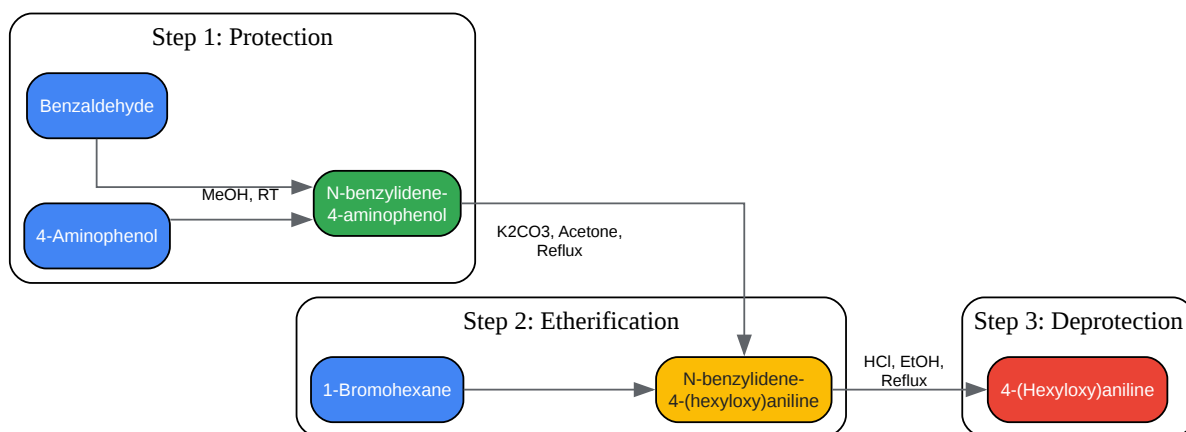 Step 1: Protection
Benzaldehyde
MeOH, RT
N-benzylidene-
4-aminophenol
4-Aminophenol
K2CO3, Acetone,
Reflux
Step 2: Etherification
1-Bromohexane
N-benzylidene-
4-(hexyloxy)aniline
HCl, EtOH,
Reflux
Step 3: Deprotection
4-(Hexyloxy)aniline